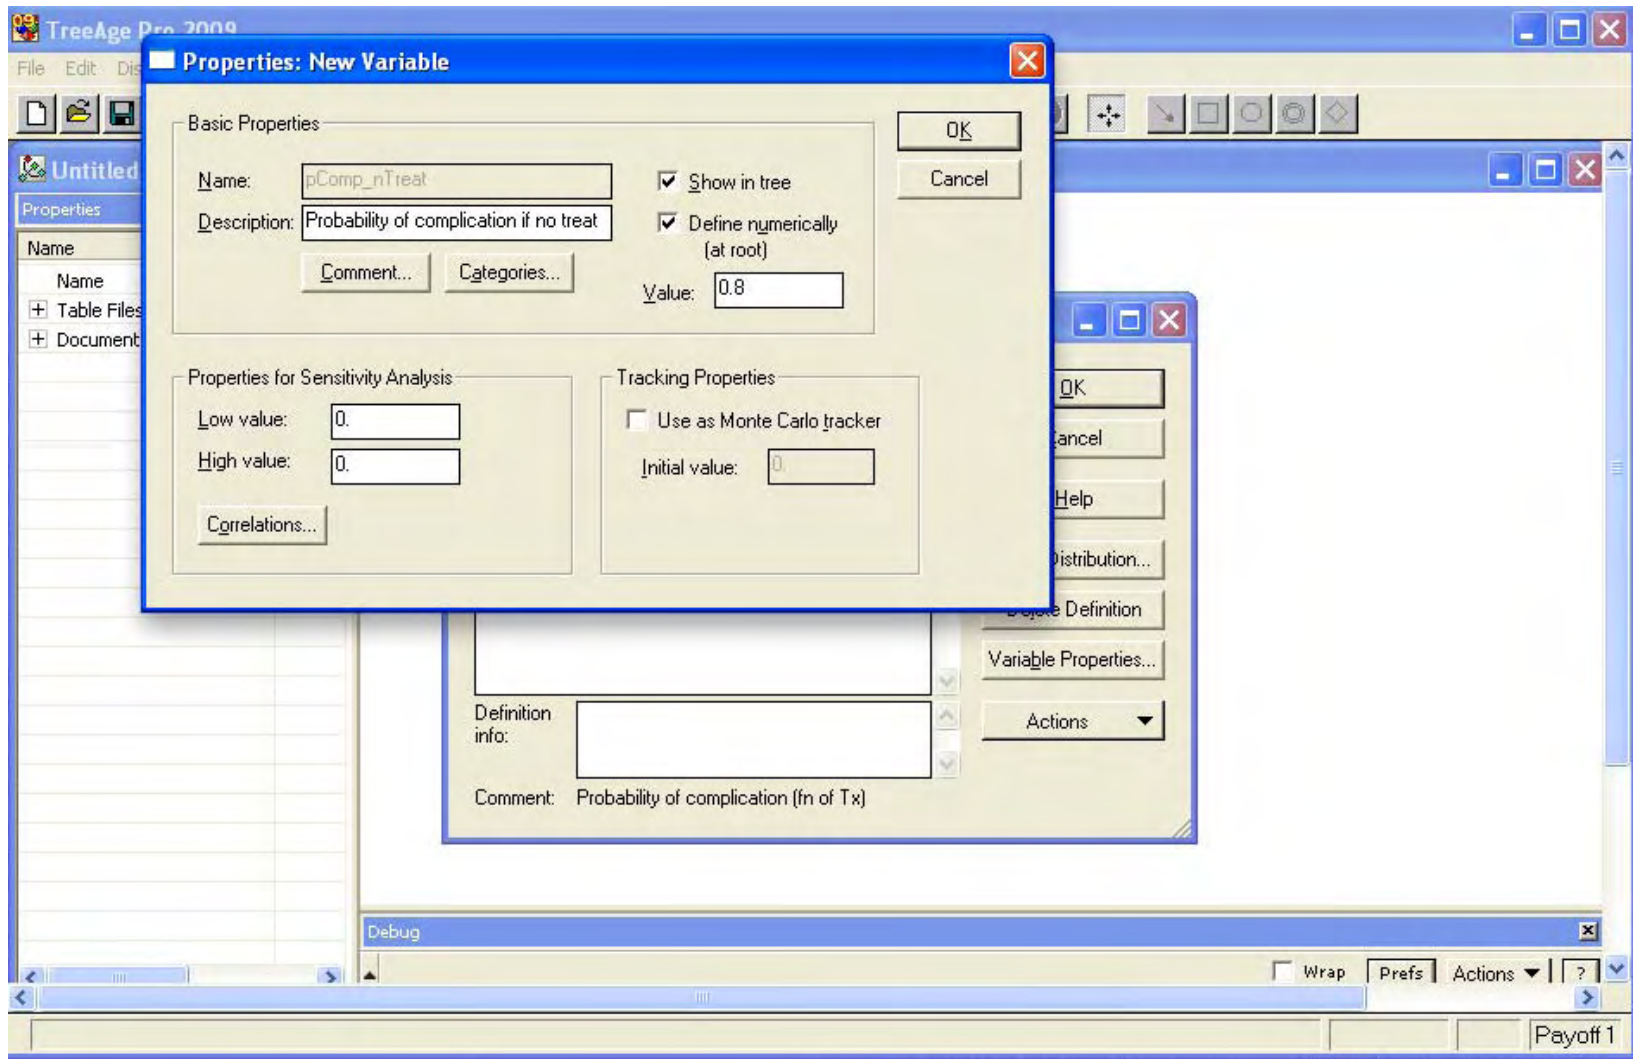 TreeAge Pro 2009
File Edit Dis
Properties: New Variable
Basic Properties
OK
Name: pComp_nTreat
Show in tree
Cancel
Description: Probability of complication if no treat
Define numerically
(at root)
Comment... Categories...
Value: 0.8
Untitled
Properties
Name
Name
Table Files
Document
Properties for Sensitivity Analysis
Low value: 0.
High value: 0.
Correlations...
Tracking Properties
Use as Monte Carlo tracker
Initial value: 0.
OK
Cancel
Help
Distribution...
Delete Definition
Variable Properties...
Actions
Definition
info:
Comment: Probability of complication (fn of Tx)
Debug
Wrap Prefs Actions ?
Payoff 1